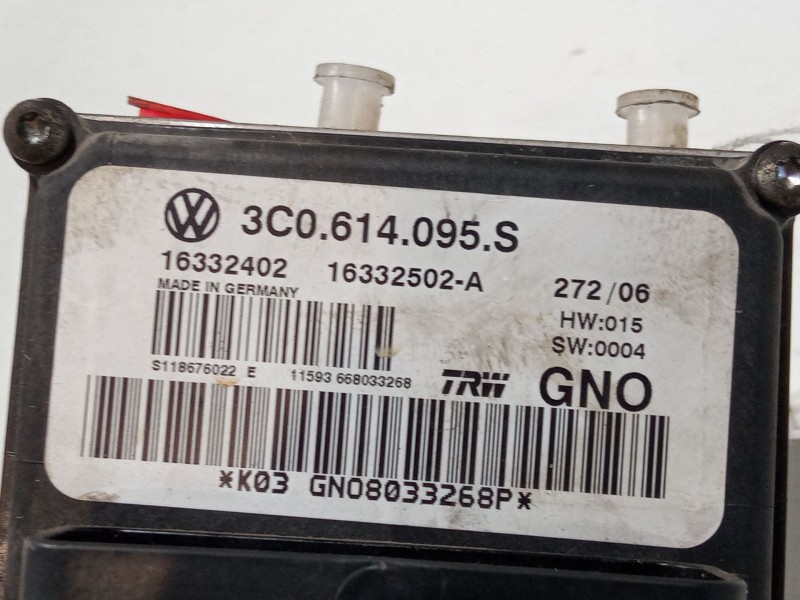 3C0.614.095.S
16332402 16332502-A 272/06
MADE IN GERMANY HW:015
SW:0004
S118676022 E 11593 668033268 TRW GNO
*K03 GNO8033268P*